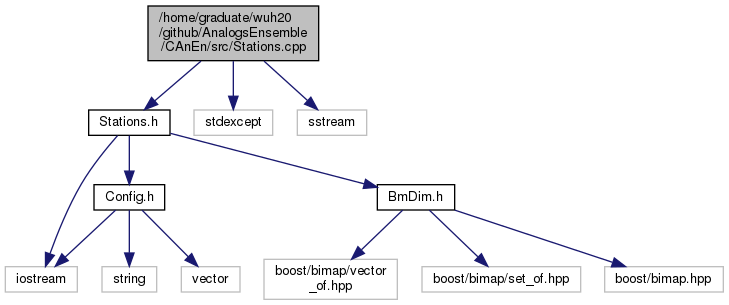 /home/graduate/wuh20
/github/AnalogsEnsemble
/CAnEn/src/Stations.cpp
Stations.h
stdexcept
sstream
Config.h
BmDim.h
iostream
string
vector
boost/bimap/vector
_of.hpp
boost/bimap/set_of.hpp
boost/bimap.hpp